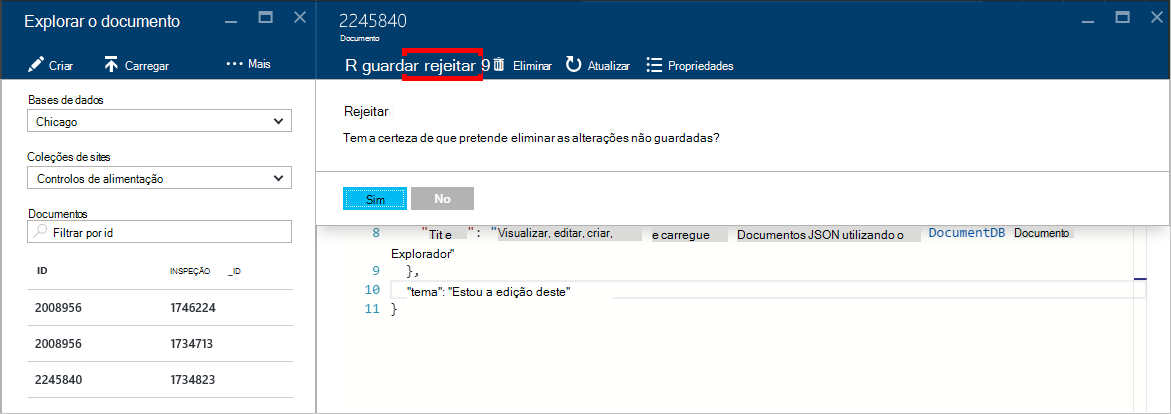 Explorar o documento
Criar Carregar Mais
Bases de dados
Chicago
Coleções de sites
Controlos de alimentação
Documentos
Filtrar por id
ID INSPEÇÃO _ID
2008956 1746224
2008956 1734713
2245840 1734823
2245840
Documento
R guardar rejeitar 9 Eliminar Atualizar Propriedades
Rejeitar
Tem a certeza de que pretende eliminar as alterações não guardadas?
Sim No
8 "Tit e ": "Visualizar, editar, criar, e carregue Documentos JSON utilizando o DocumentDB Documento
Explorador"
9 },
10 "tema": "Estou a edição deste"
11 }